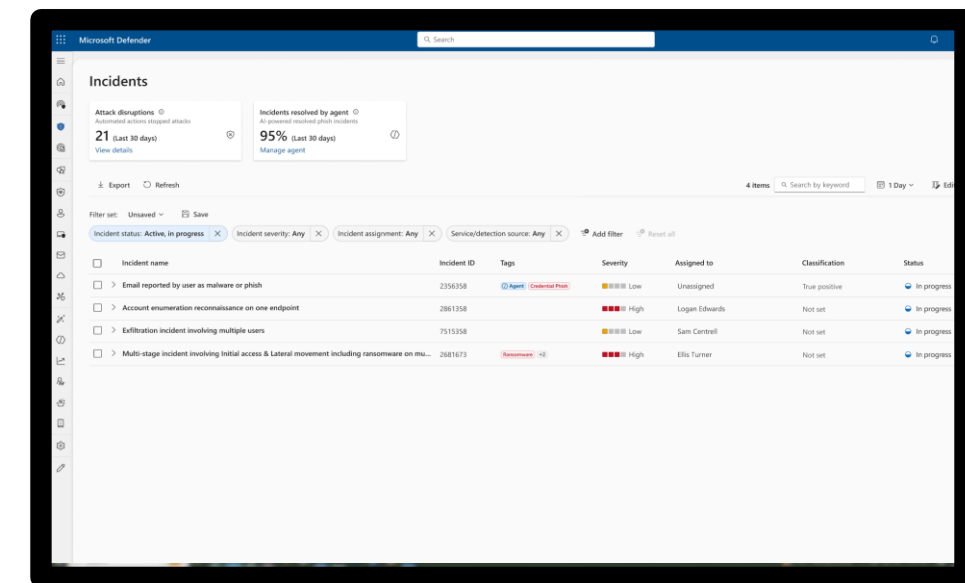 Microsoft Defender
Search
Incidents
Attack disruptions
Automated actions stopped attacks
21 (Last 30 days)
View details
Incidents resolved by agent
AI-powered resolved phish incidents
95% (Last 30 days)
Manage agent
Export Refresh
4 items Search by keyword 1 Day Edi
Filter set: Unsaved Save
Incident status: Active, in progress Incident severity: Any Incident assignment: Any Service/detection source: Any Add filter Reset all
Incident name Incident ID Tags Severity Assigned to Classification Status
Email reported by user as malware or phish 2356358 Agent Credential Phish Low Unassigned True positive In progress
Account enumeration reconnaissance on one endpoint 2861358 High Logan Edwards Not set In progress
Exfiltration incident involving multiple users 7515358 Low Sam Centrell Not set In progress
Multi-stage incident involving Initial access & Lateral movement including ransomware on mu... 2681673 Ransomware +2 High Ellis Turner Not set In progress